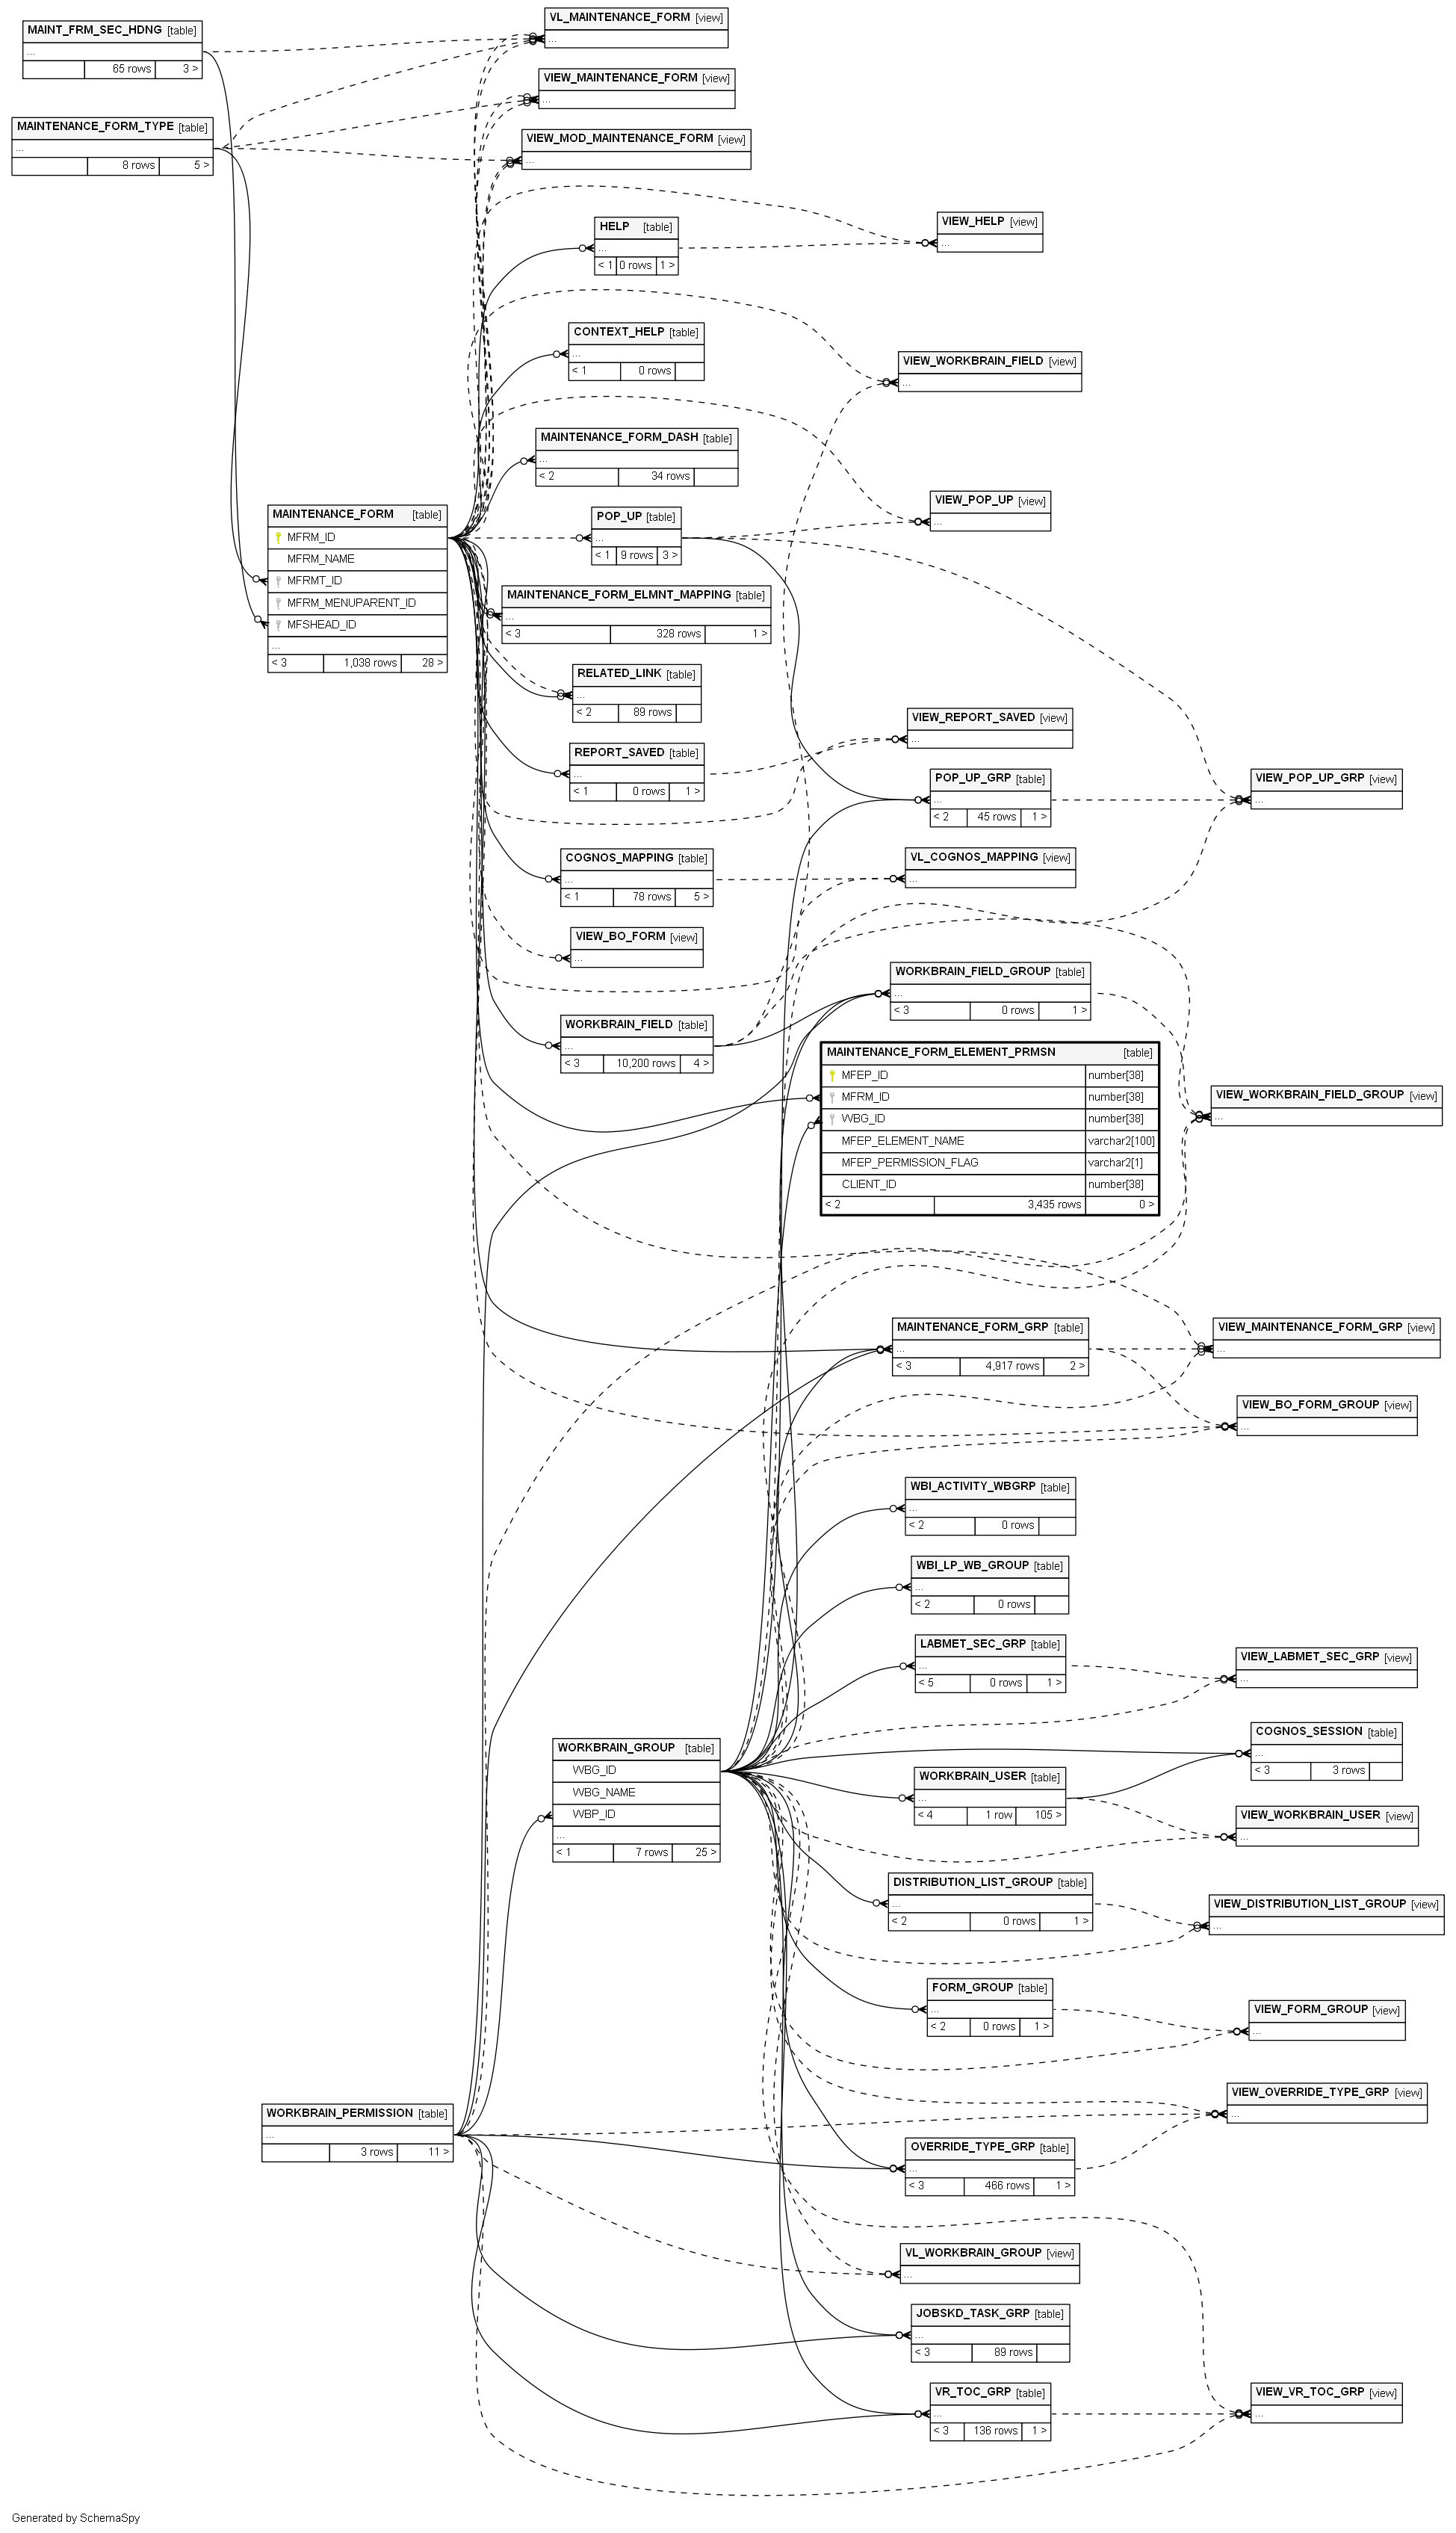 MAINT_FRM_SEC_HDNG [table]
...
65 rows 3 >
MAINTENANCE_FORM_TYPE [table]
...
8 rows 5 >
VL_MAINTENANCE_FORM [view]
...
VIEW_MAINTENANCE_FORM [view]
...
VIEW_MOD_MAINTENANCE_FORM [view]
...
HELP [table]
...
< 1 0 rows 1 >
VIEW_HELP [view]
...
CONTEXT_HELP [table]
...
< 1 0 rows
VIEW_WORKBRAIN_FIELD [view]
...
MAINTENANCE_FORM_DASH [table]
...
< 2 34 rows
MAINTENANCE_FORM [table]
MFRM_ID
MFRM_NAME
MFRMT_ID
MFRM_MENUPARENT_ID
MFSHEAD_ID
...
< 3 1,038 rows 28 >
POP_UP [table]
...
< 1 9 rows 3 >
VIEW_POP_UP [view]
...
MAINTENANCE_FORM_ELMNT_MAPPING [table]
...
< 3 328 rows 1 >
RELATED_LINK [table]
...
< 2 89 rows
VIEW_REPORT_SAVED [view]
...
REPORT_SAVED [table]
...
< 1 0 rows 1 >
POP_UP_GRP [table]
...
< 2 45 rows 1 >
VIEW_POP_UP_GRP [view]
...
COGNOS_MAPPING [table]
...
< 1 78 rows 5 >
VL_COGNOS_MAPPING [view]
...
VIEW_BO_FORM [view]
...
WORKBRAIN_FIELD_GROUP [table]
...
< 3 0 rows 1 >
WORKBRAIN_FIELD [table]
...
< 3 10,200 rows 4 >
MAINTENANCE_FORM_ELEMENT_PRMSN [table]
MFEP_ID number[38]
MFRM_ID number[38]
WBG_ID number[38]
MFEP_ELEMENT_NAME varchar2[100]
MFEP_PERMISSION_FLAG varchar2[1]
CLIENT_ID number[38]
< 2 3,435 rows 0 >
VIEW_WORKBRAIN_FIELD_GROUP [view]
...
MAINTENANCE_FORM_GRP [table]
...
< 3 4,917 rows 2 >
VIEW_MAINTENANCE_FORM_GRP [view]
...
VIEW_BO_FORM_GROUP [view]
...
WBI_ACTIVITY_WBGRP [table]
...
< 2 0 rows
WBI_LP_WB_GROUP [table]
...
< 2 0 rows
LABMET_SEC_GRP [table]
...
< 5 0 rows 1 >
VIEW_LABMET_SEC_GRP [view]
...
COGNOS_SESSION [table]
...
< 3 3 rows
WORKBRAIN_GROUP [table]
WBG_ID
WBG_NAME
WBP_ID
...
< 1 7 rows 25 >
WORKBRAIN_USER [table]
...
< 4 1 row 105 >
VIEW_WORKBRAIN_USER [view]
...
DISTRIBUTION_LIST_GROUP [table]
...
< 2 0 rows 1 >
VIEW_DISTRIBUTION_LIST_GROUP [view]
...
FORM_GROUP [table]
...
< 2 0 rows 1 >
VIEW_FORM_GROUP [view]
...
VIEW_OVERRIDE_TYPE_GRP [view]
...
WORKBRAIN_PERMISSION [table]
...
3 rows 11 >
OVERRIDE_TYPE_GRP [table]
...
< 3 466 rows 1 >
VL_WORKBRAIN_GROUP [view]
...
JOBSKD_TASK_GRP [table]
...
< 3 89 rows
VR_TOC_GRP [table]
...
< 3 136 rows 1 >
VIEW_VR_TOC_GRP [view]
...
Generated by SchemaSpy